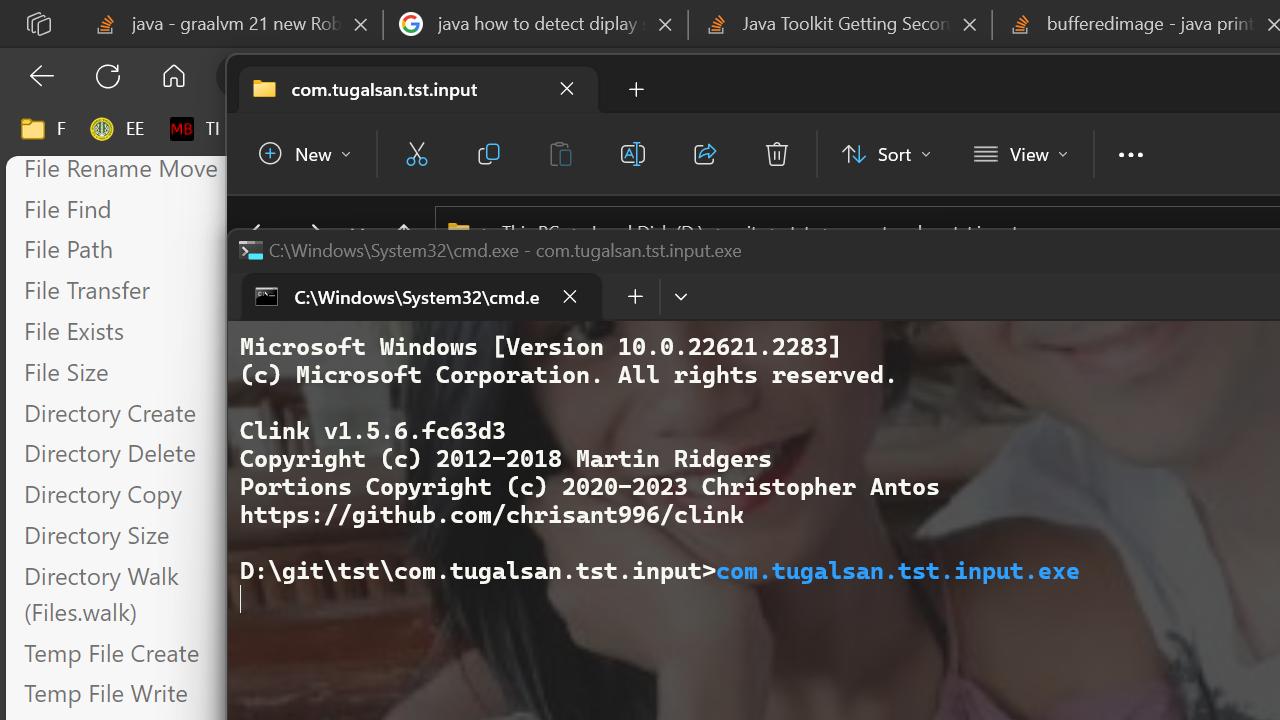 java - graalvm 21 new Rob
java how to detect diplay s
Java Toolkit Getting Secon
bufferedimage - java print
com.tugalsan.tst.input
F
EE
MB
TI
New
Sort
View
File Rename Move
File Find
File Path
File Transfer
File Exists
File Size
Directory Create
Directory Delete
Directory Copy
Directory Size
Directory Walk
(Files.walk)
Temp File Create
Temp File Write
C:\Windows\System32\cmd.exe - com.tugalsan.tst.input.exe
C:\Windows\System32\cmd.e
Microsoft Windows [Version 10.0.22621.2283]
(c) Microsoft Corporation. All rights reserved.
Clink v1.5.6.fc63d3
Copyright (c) 2012-2018 Martin Ridgers
Portions Copyright (c) 2020-2023 Christopher Antos
https://github.com/chrisant996/clink
D:\git\tst\com.tugalsan.tst.input>com.tugalsan.tst.input.exe